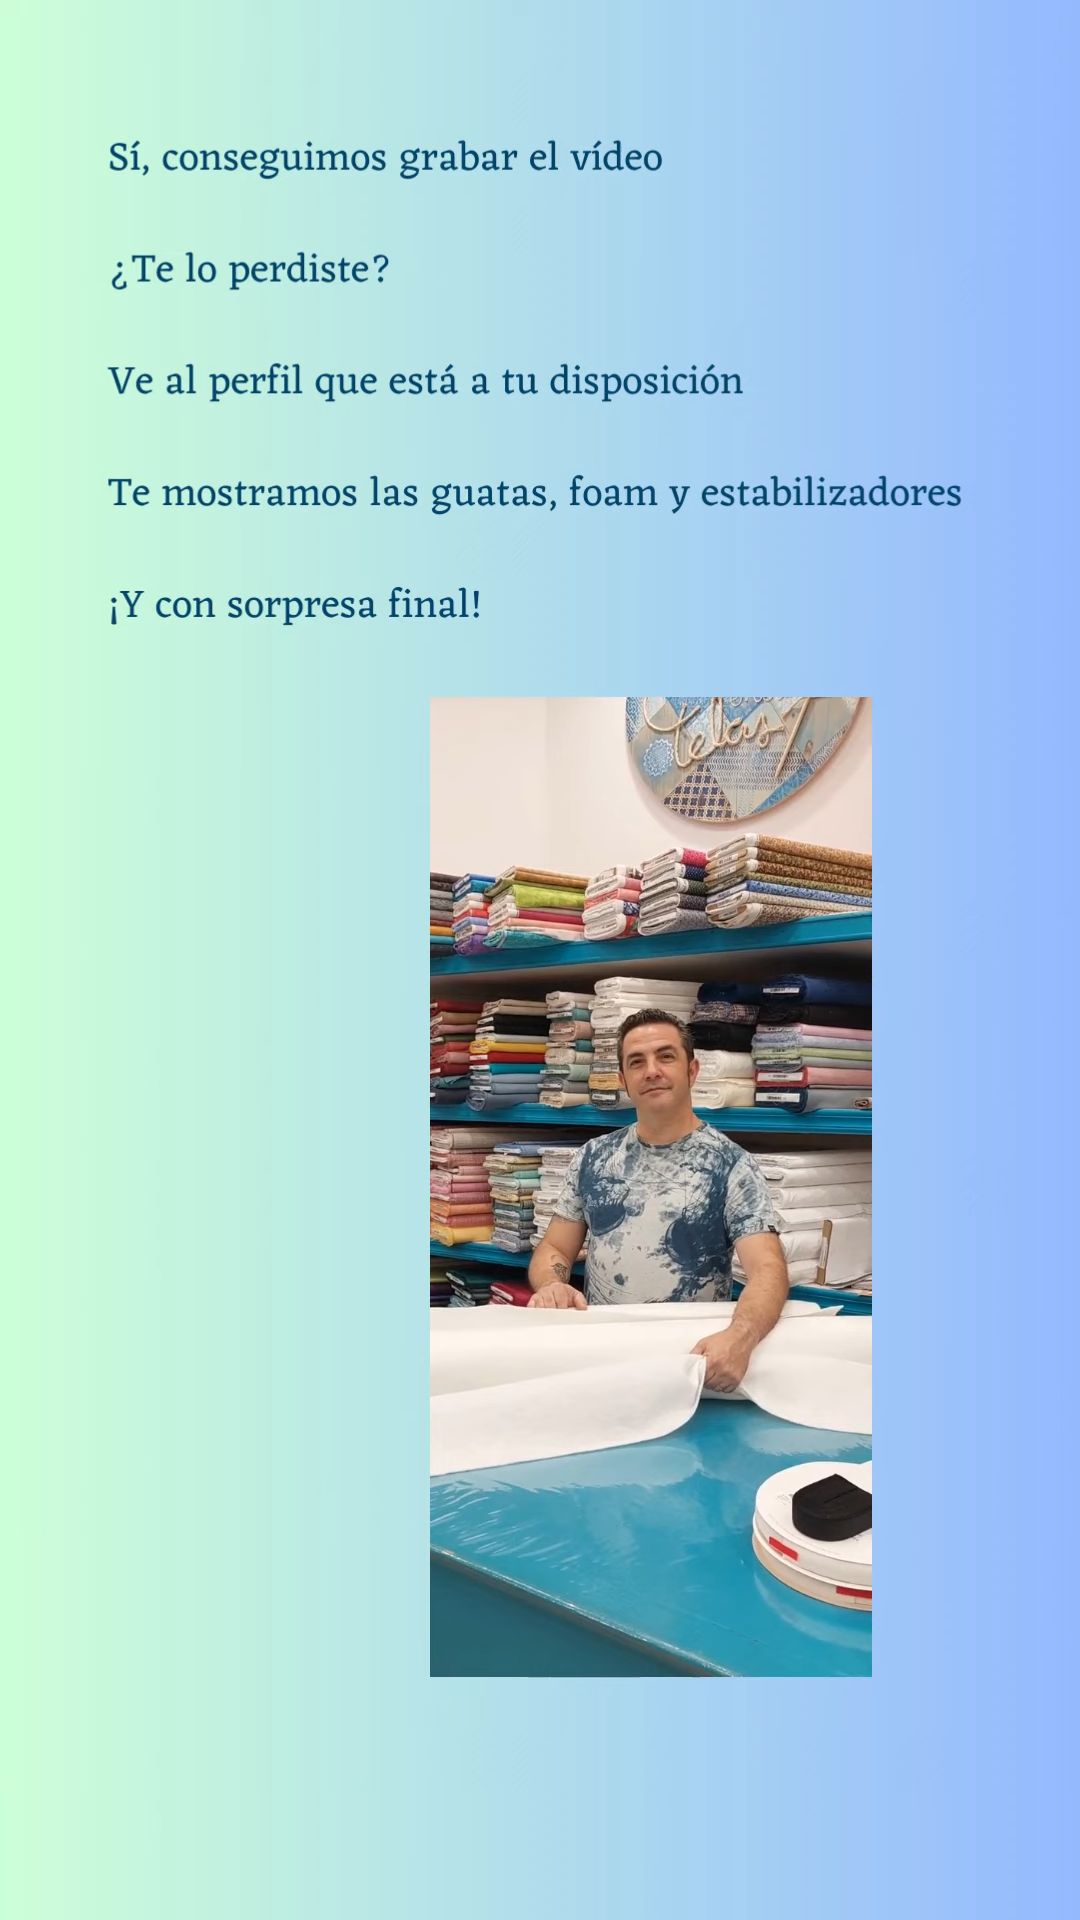 Sí, conseguimos grabar el vídeo
¿Te lo perdiste?
Ve al perfil que está a tu disposición
Te mostramos las guatas, foam y estabilizadores
¡Y con sorpresa final!
telas